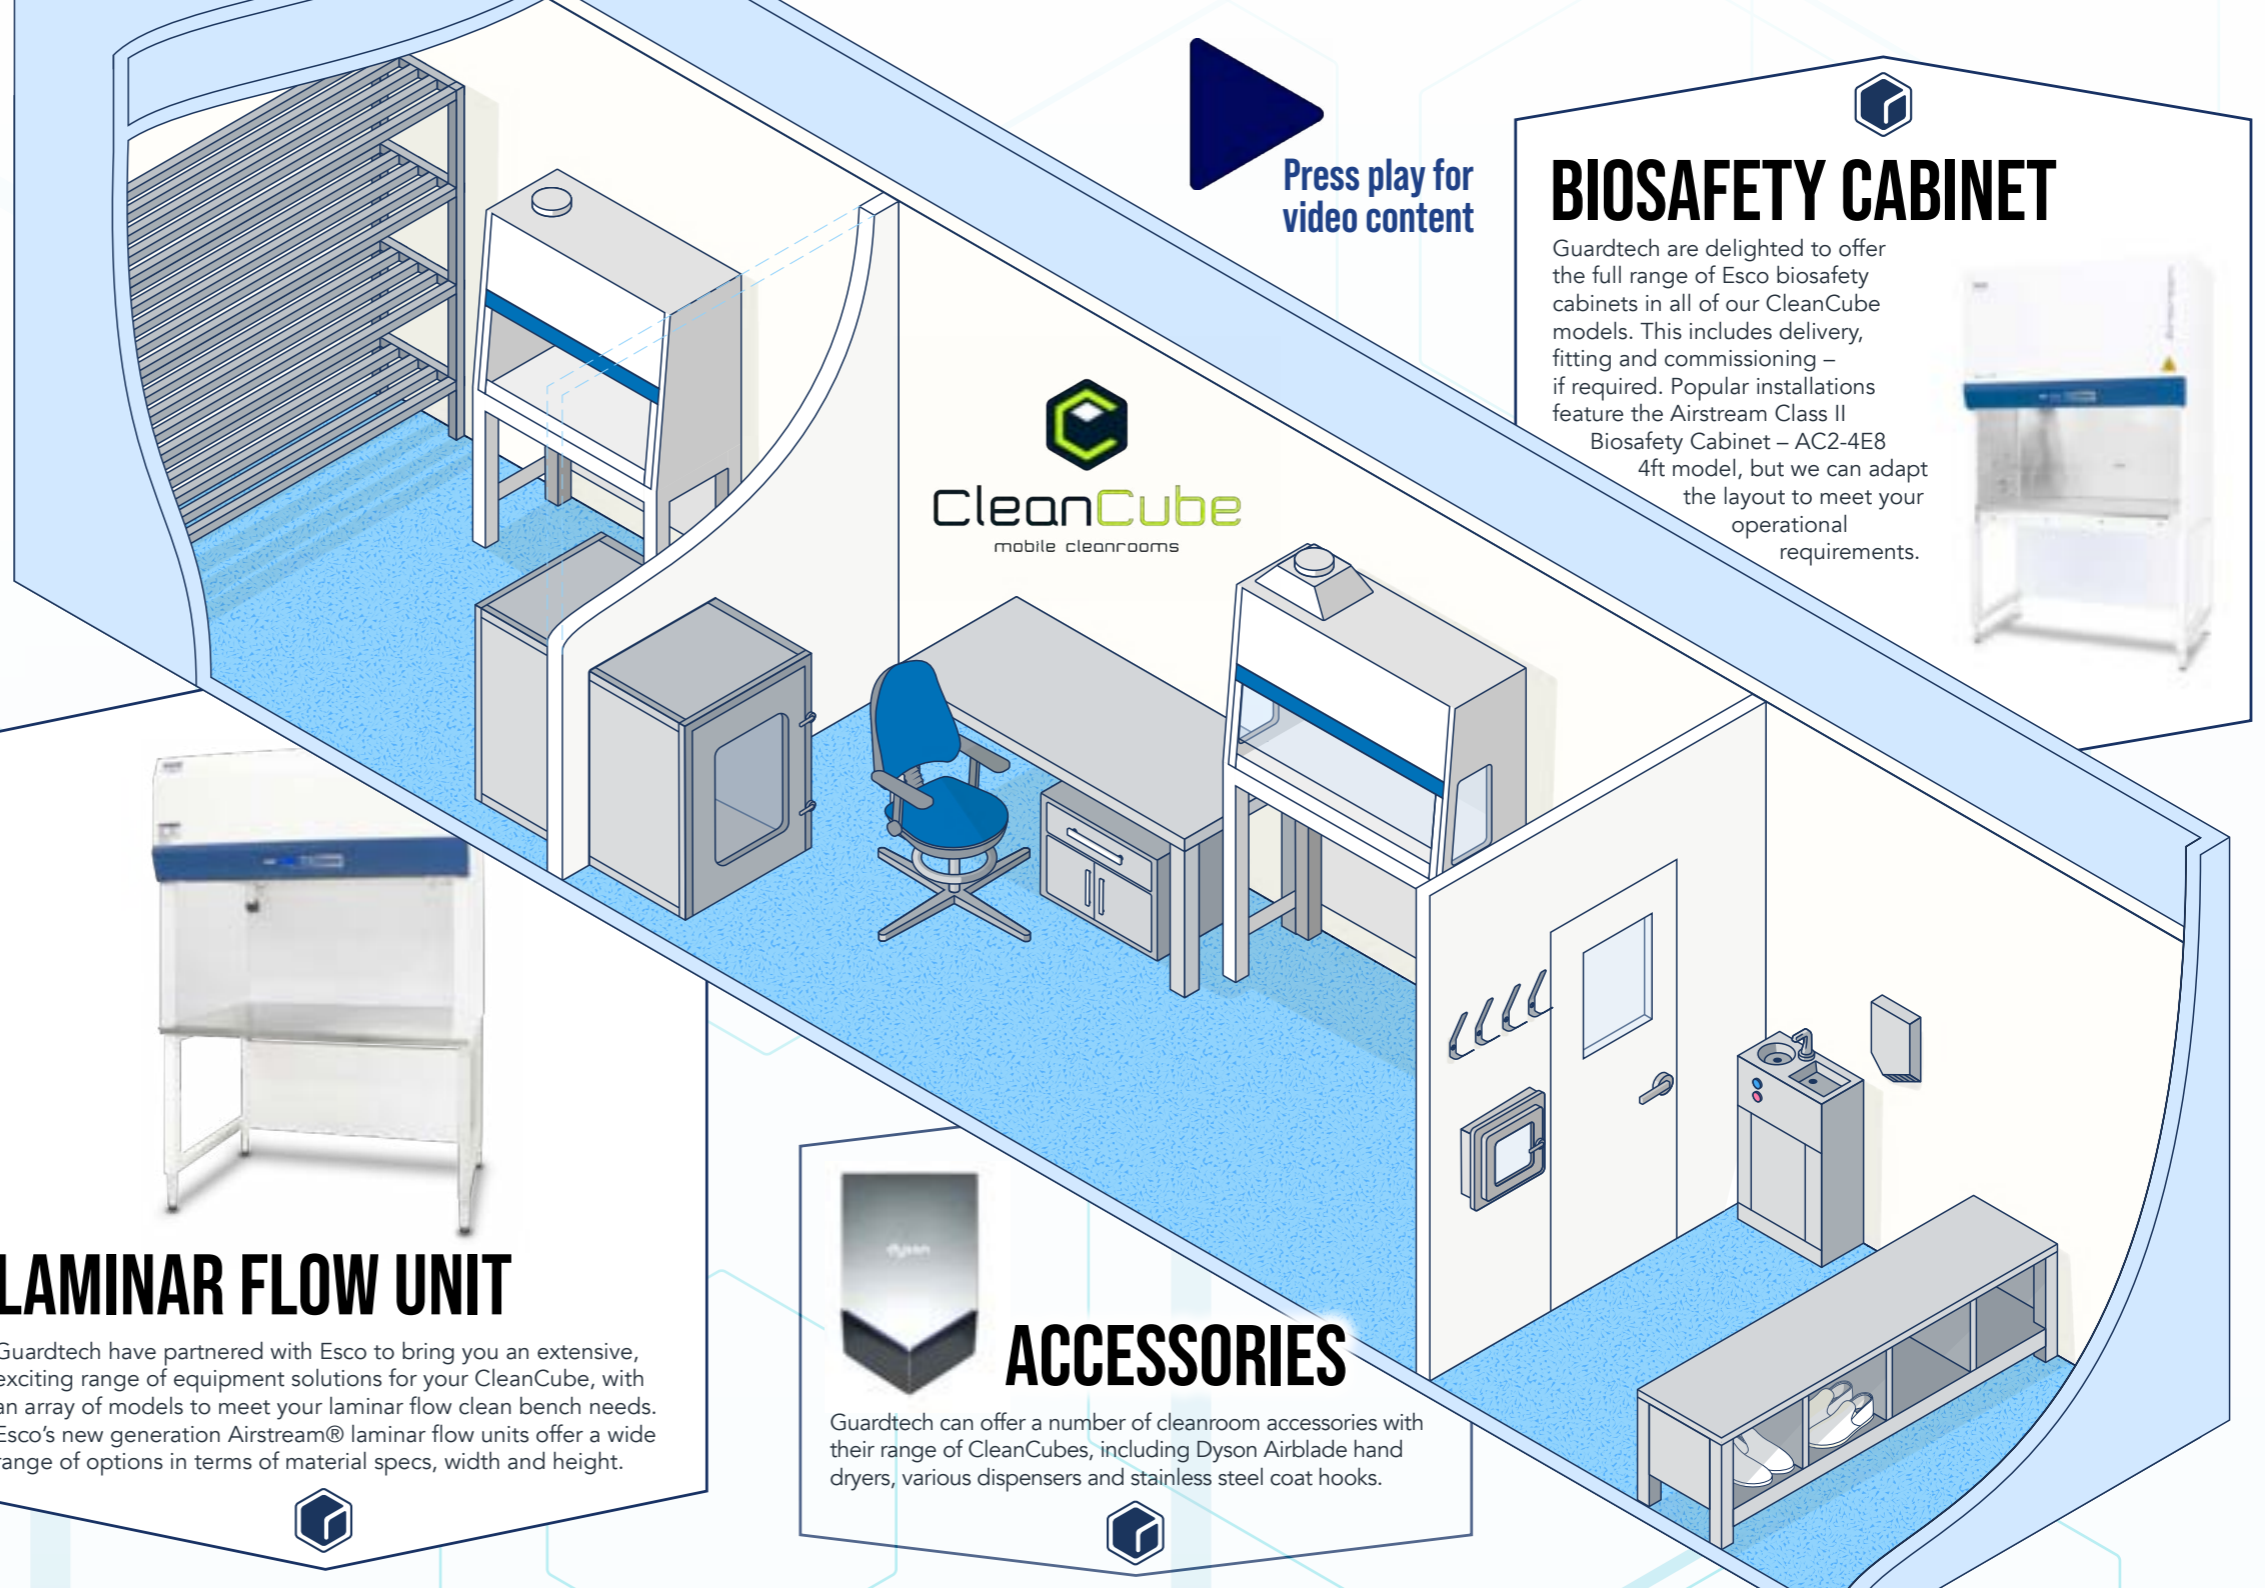 Press play for
video content
BIOSAFETY CABINET
Guardtech are delighted to offer
the full range of Esco biosafety
cabinets in all of our CleanCube
models. This includes delivery,
fitting and commissioning –
if required. Popular installations
feature the Airstream Class II
Biosafety Cabinet – AC2-4E8
4ft model, but we can adapt
the layout to meet your
operational
requirements.
CleanCube
mobile cleanrooms
LAMINAR FLOW UNIT
Guardtech have partnered with Esco to bring you an extensive,
exciting range of equipment solutions for your CleanCube, with
an array of models to meet your laminar flow clean bench needs.
Esco's new generation Airstream® laminar flow units offer a wide
range of options in terms of material specs, width and height.
dyson
ACCESSORIES
Guardtech can offer a number of cleanroom accessories with
their range of CleanCubes, including Dyson Airblade hand
dryers, various dispensers and stainless steel coat hooks.